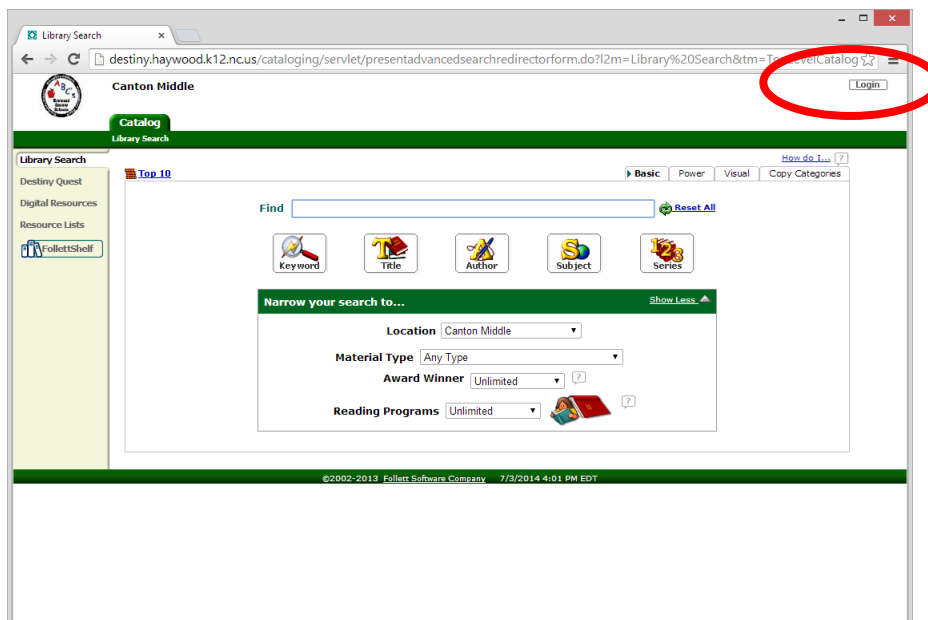 Library Search
destiny.haywood.k12.nc.us/cataloging/servlet/presentadvancedsearchredirectorform.do?l2m=Library%20Search&tm=TopLevelCatalog
Canton Middle
Login
Catalog
Library Search
Library Search
Destiny Quest
Digital Resources
Resource Lists
FollettShelf
How do I... ?
Top 10
Basic Power Visual Copy Categories
Find
Reset All
Keyword Title Author Subject Series
Narrow your search to...
Show Less
Location Canton Middle
Material Type Any Type
Award Winner Unlimited ?
Reading Programs Unlimited ?
©2002-2013 Follett Software Company 7/3/2014 4:01 PM EDT